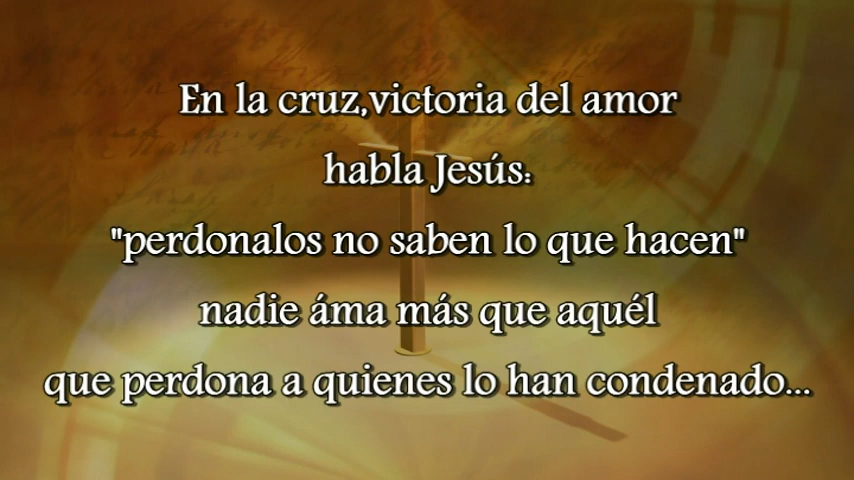 En la cruz,victoria del amor
habla Jesús:
"perdonalos no saben lo que hacen"
nadie áma más que aquél
que perdona a quienes lo han condenado...